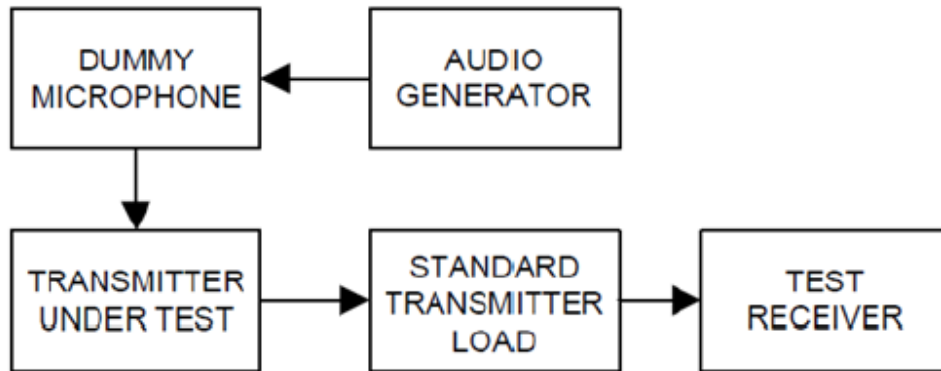 DUMMY
MICROPHONE
AUDIO
GENERATOR
TRANSMITTER
UNDER TEST
STANDARD
TRANSMITTER
LOAD
TEST
RECEIVER